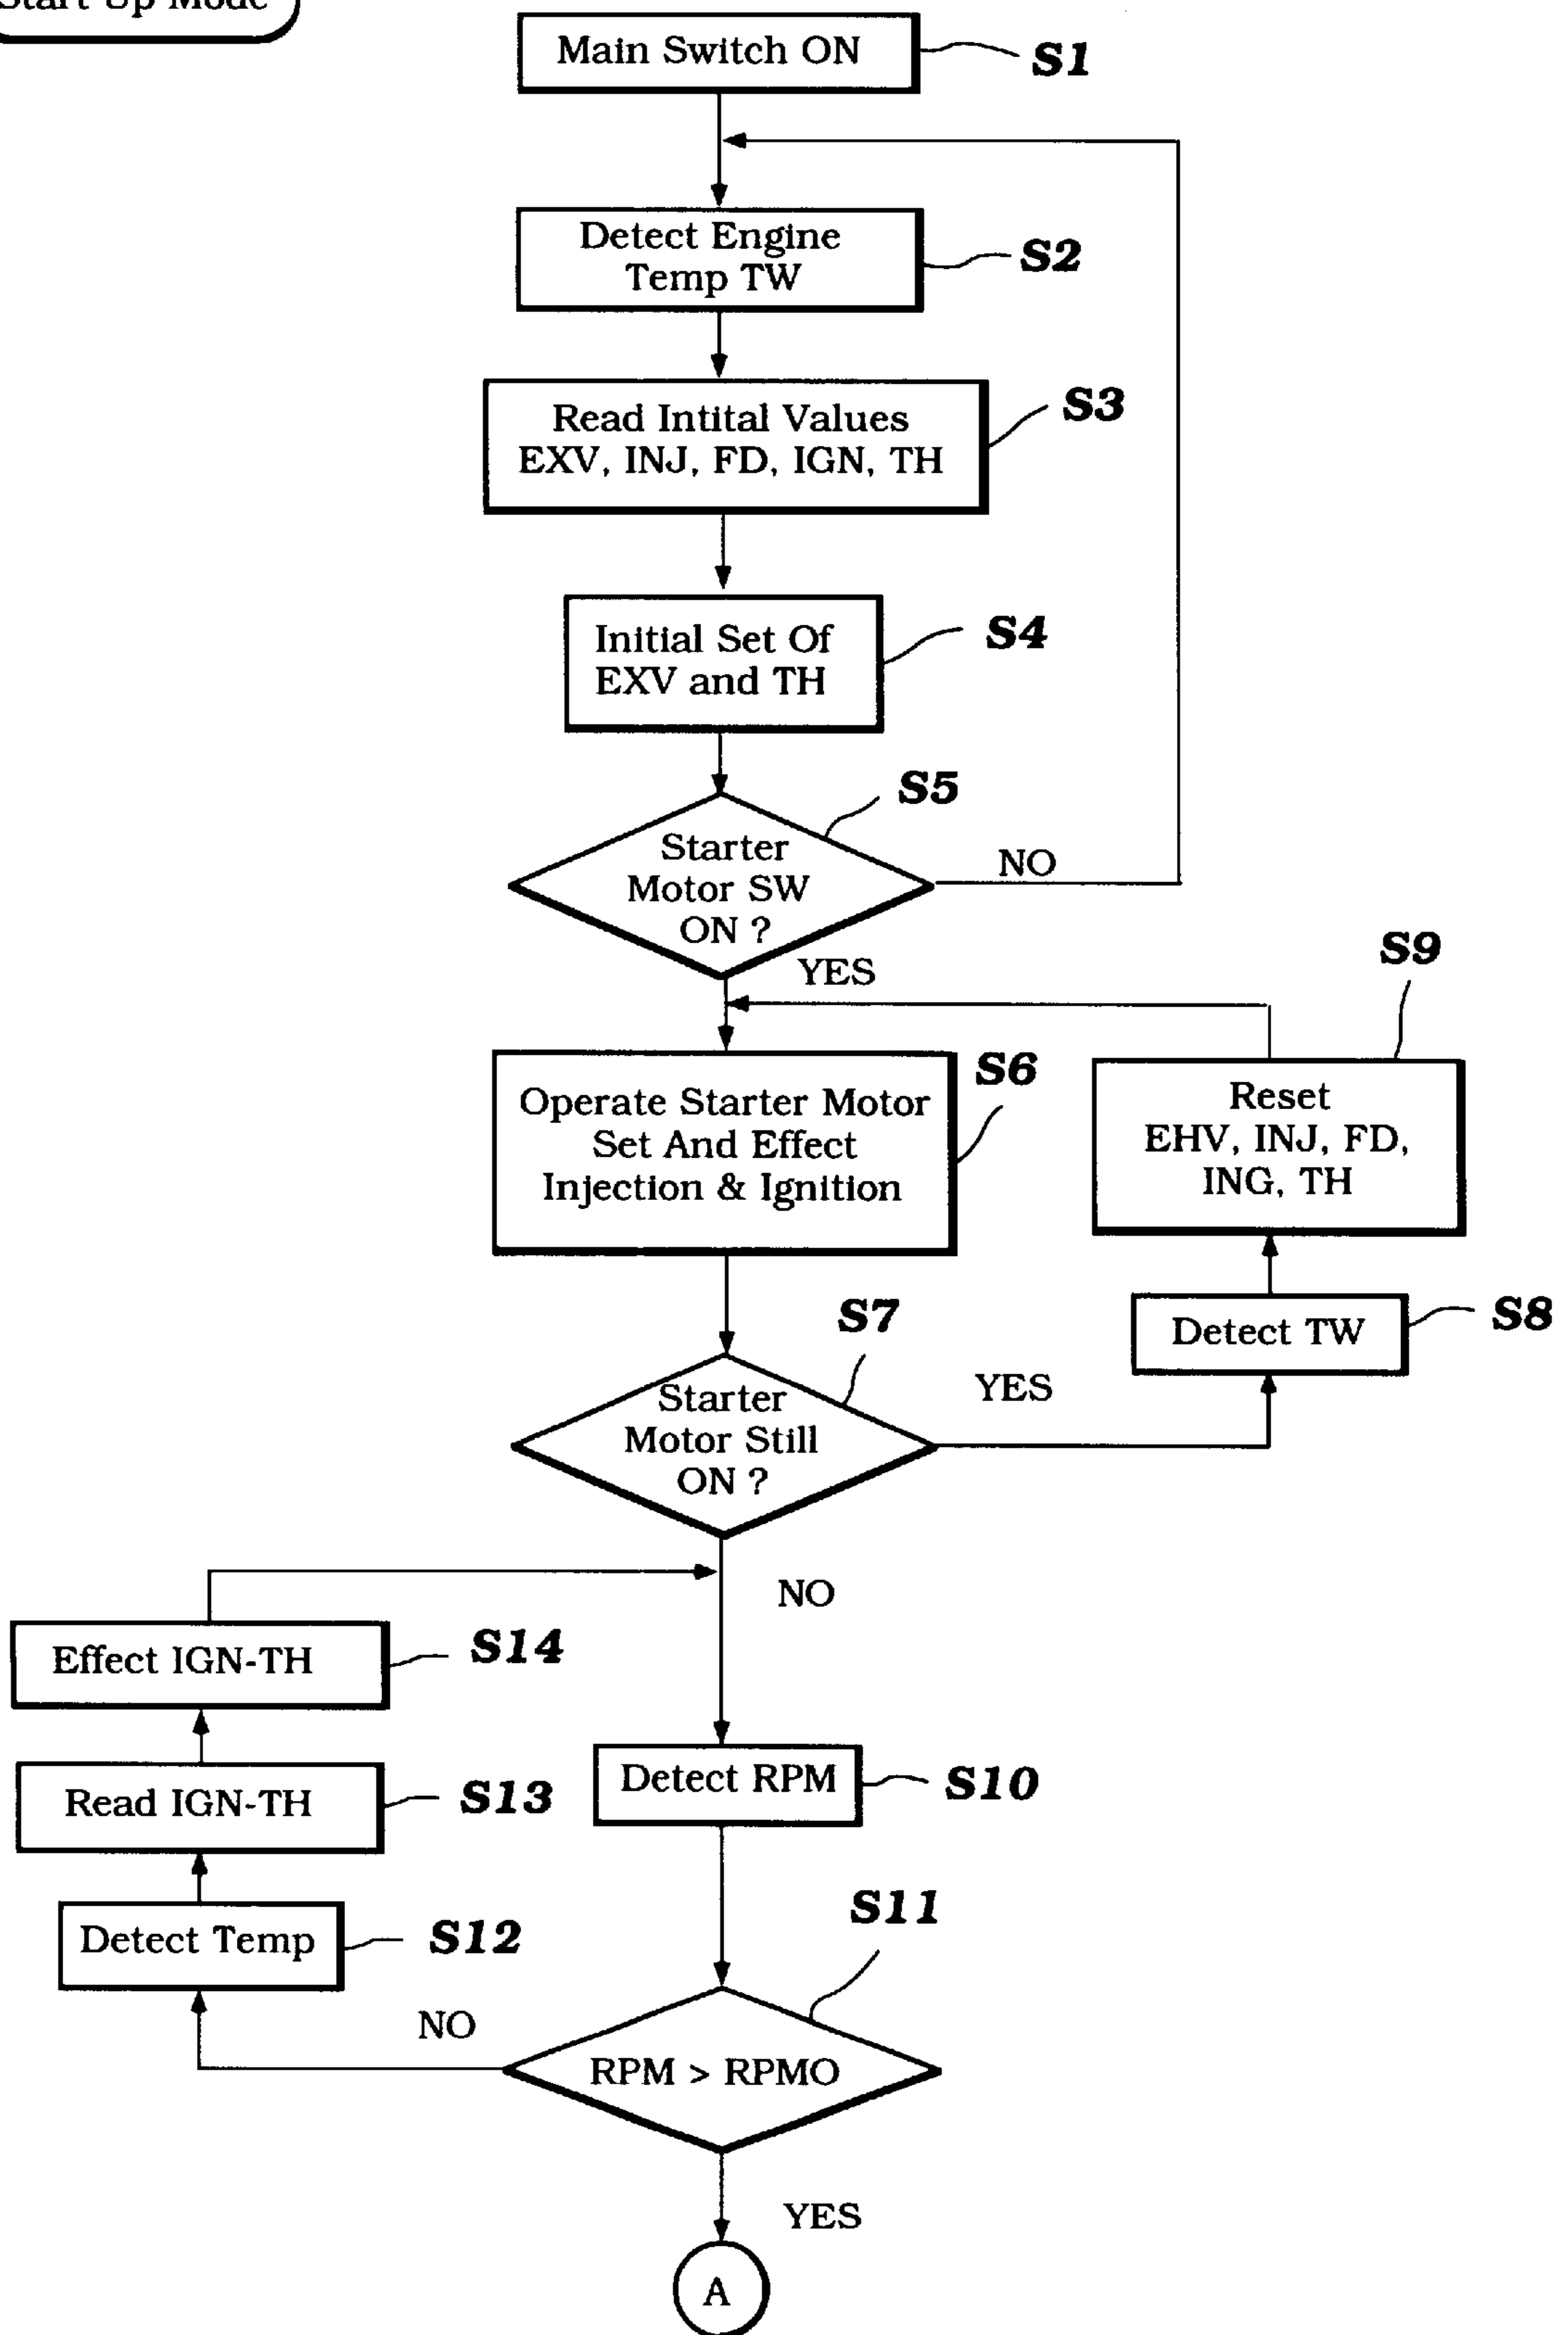 Start Up Mode
Main Switch ON
S1
Detect Engine
Temp TW
S2
Read Intital Values
EXV, INJ, FD, IGN, TH
S3
Initial Set Of
EXV and TH
S4
Starter
Motor SW
ON ?
S5
NO
YES
Operate Starter Motor
Set And Effect
Injection & Ignition
S6
Reset
EHV, INJ, FD,
ING, TH
S9
Detect TW
S8
Starter
Motor Still
ON ?
S7
YES
NO
Effect IGN-TH
S14
Read IGN-TH
S13
Detect Temp
S12
Detect RPM
S10
RPM > RPMO
S11
NO
YES
A